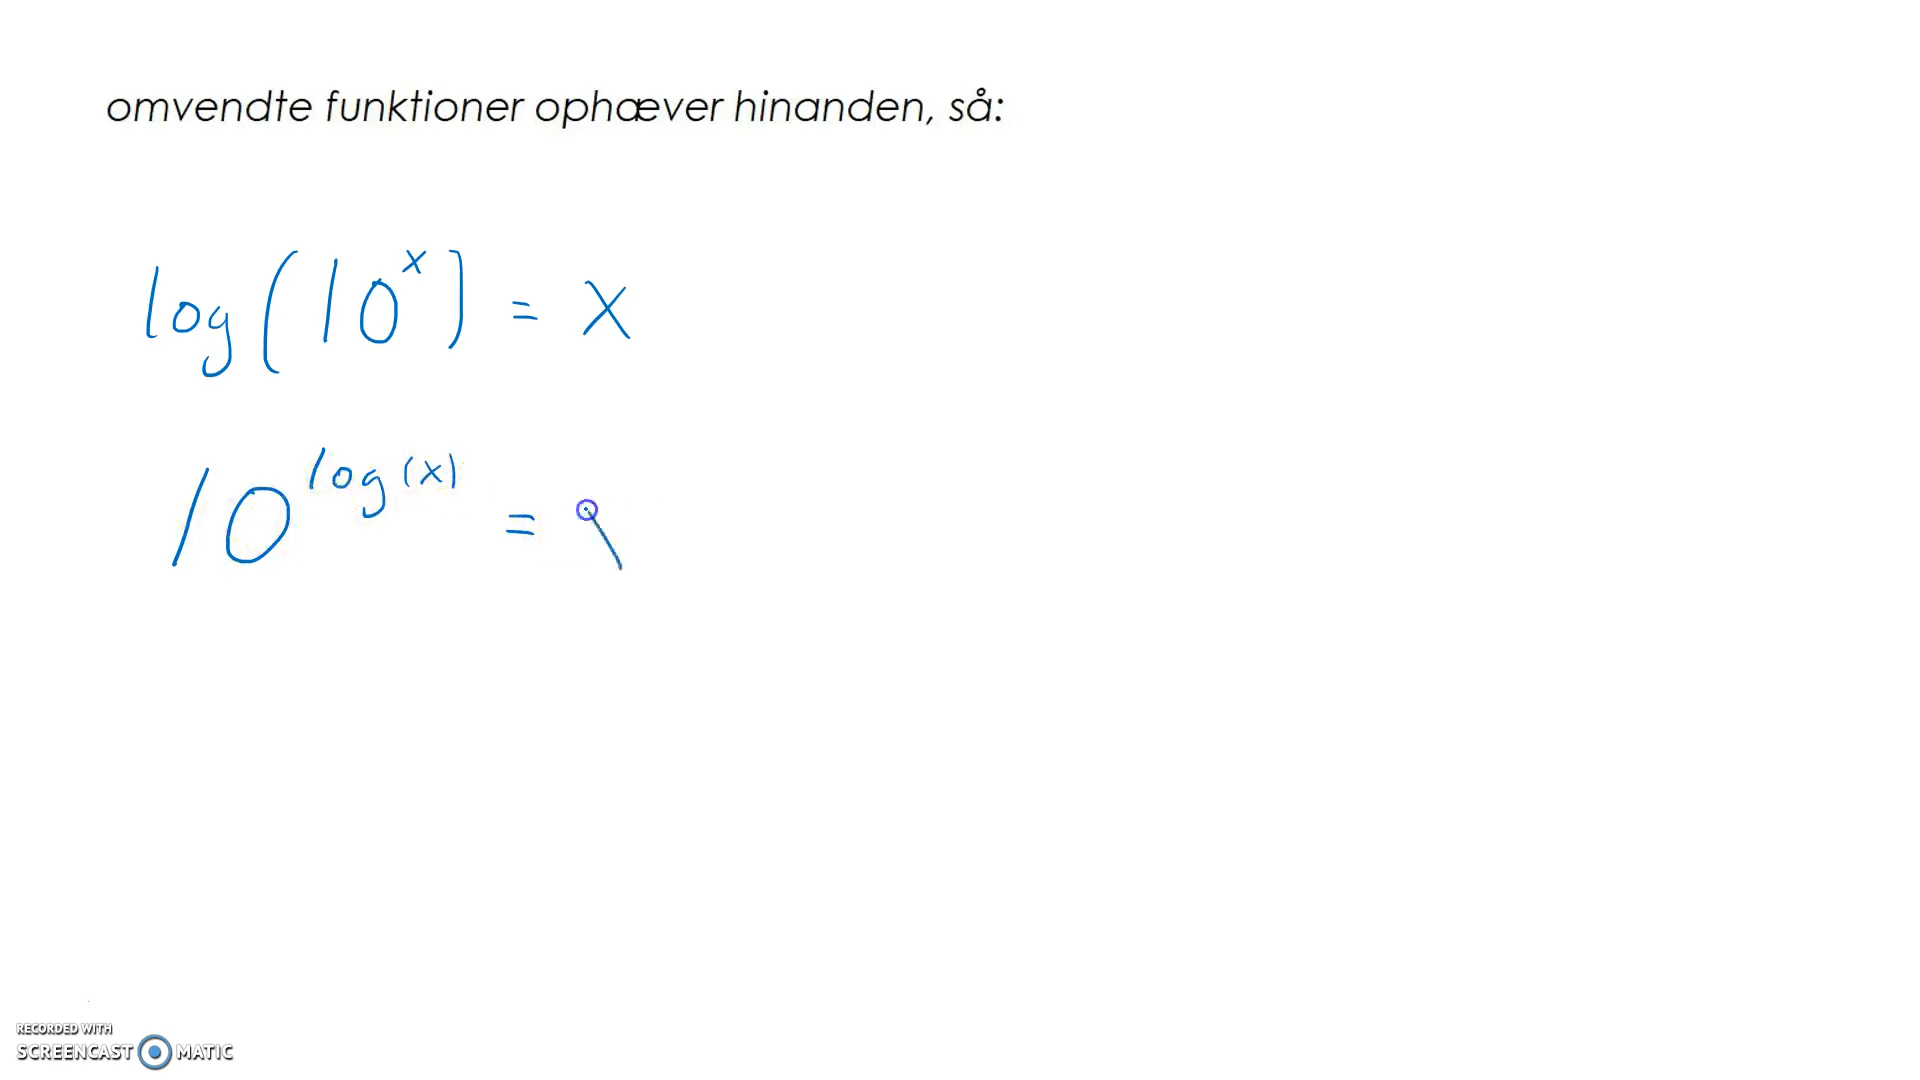 omvendte funktioner ophæver hinanden, så:
log(10^x) = x
10^log(x) =
RECORDED WITH
SCREENCAST MATIC